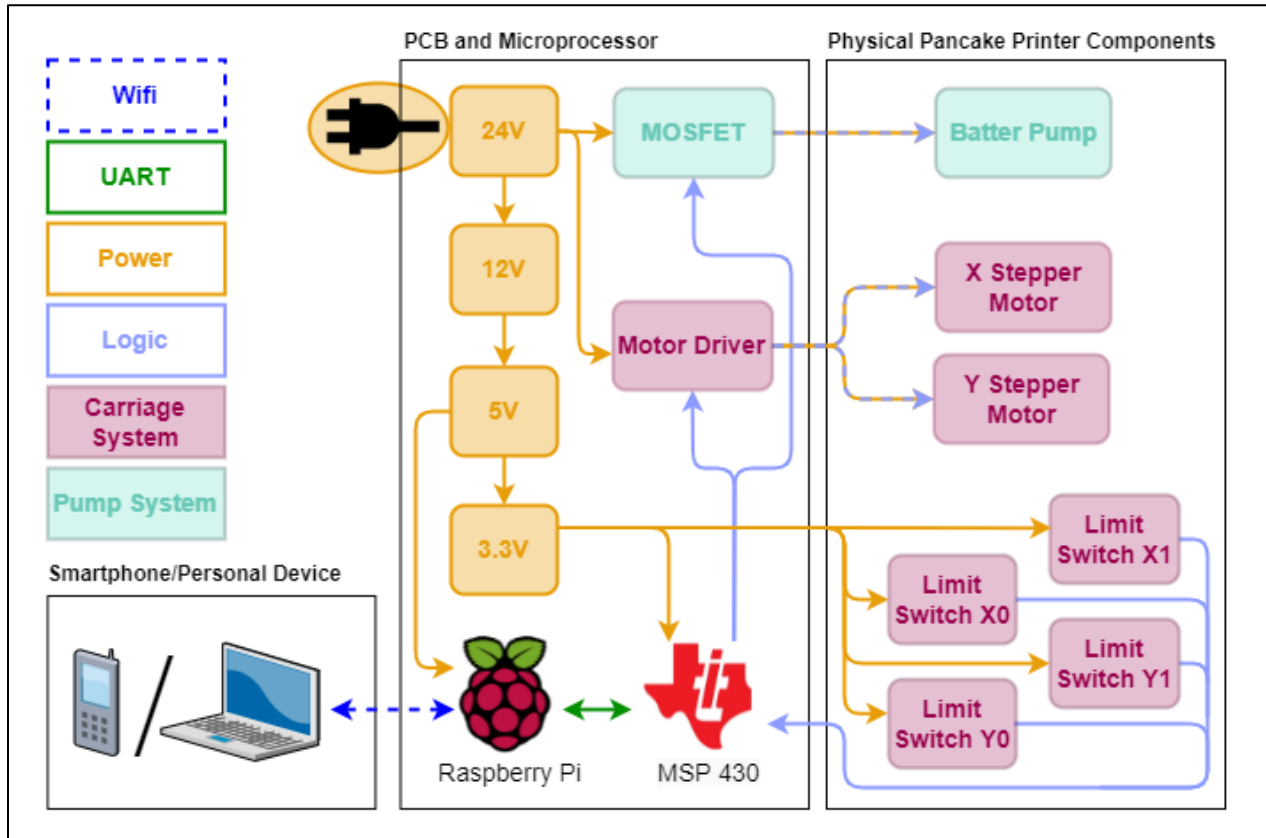 PCB and Microprocessor
Physical Pancake Printer Components
Wifi
UART
Power
Logic
Carriage
System
Pump System
24V
12V
5V
3.3V
MOSFET
Motor Driver
Batter Pump
X Stepper
Motor
Y Stepper
Motor
Limit
Switch X1
Limit
Switch X0
Limit
Switch Y1
Limit
Switch Y0
Smartphone/Personal Device
Raspberry Pi
MSP 430